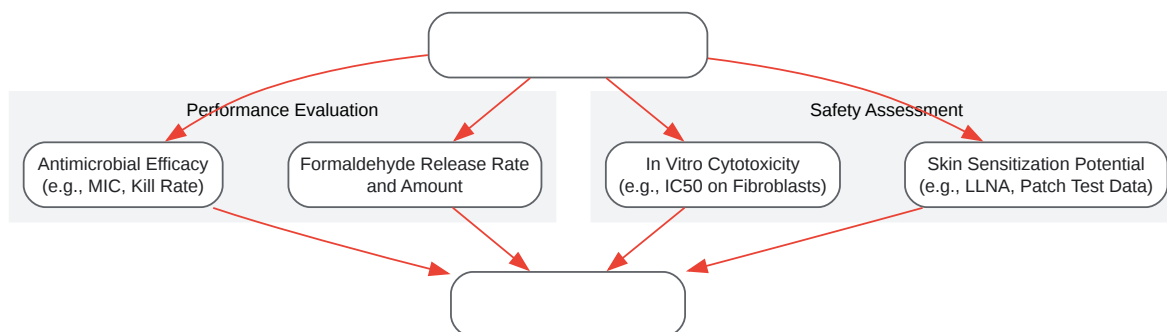 Performance Evaluation
Safety Assessment
Antimicrobial Efficacy
(e.g., MIC, Kill Rate)
Formaldehyde Release Rate
and Amount
In Vitro Cytotoxicity
(e.g., IC50 on Fibroblasts)
Skin Sensitization Potential
(e.g., LLNA, Patch Test Data)